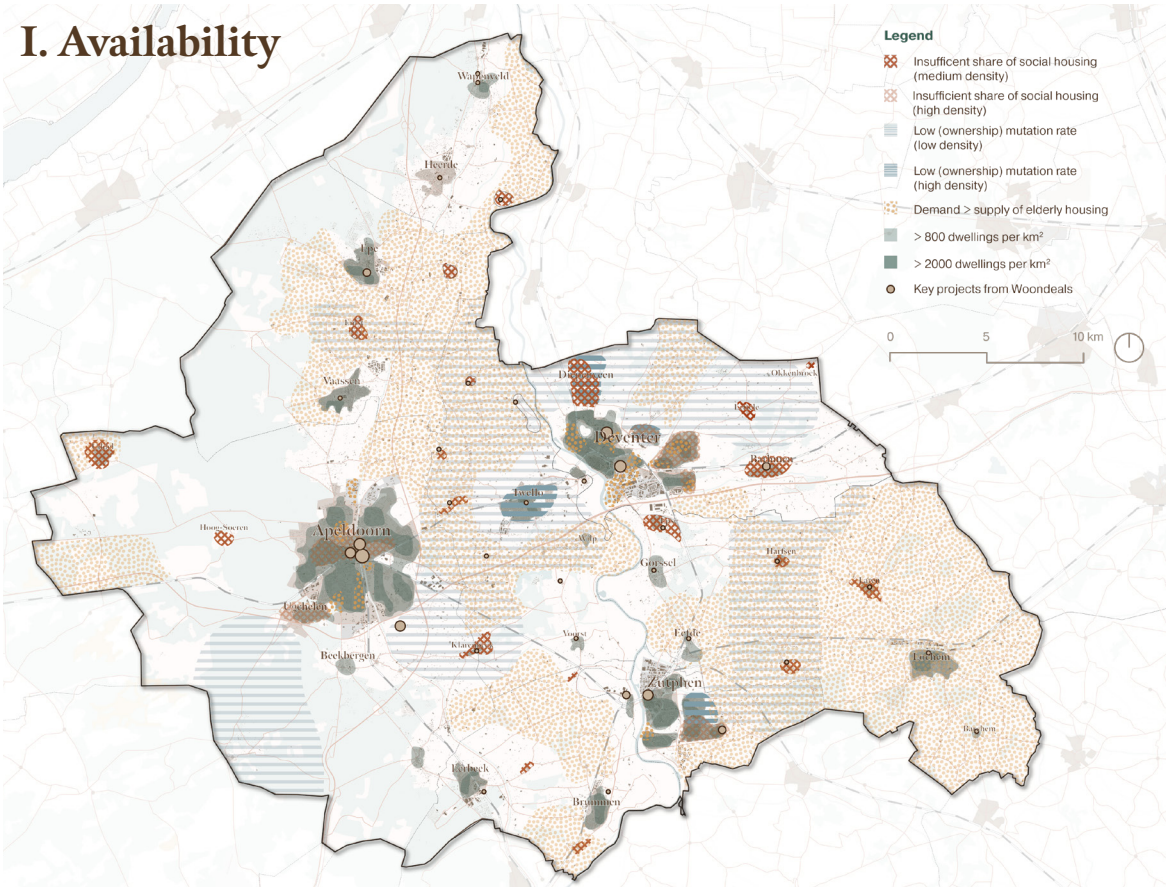 I. Availability
Legend
Insufficent share of social housing
(medium density)
Insufficient share of social housing
(high density)
Low (ownership) mutation rate
(low density)
Low (ownership) mutation rate
(high density)
Demand > supply of elderly housing
> 800 dwellings per km²
> 2000 dwellings per km²
Key projects from Woondeals
0 5 10 km
Wapenveld
Heerde
Epe
Vaassen
Diepenveen
Okkenbroek
Deventer
Bathmen
Twello
Hoog-Soeren
Apeldoorn
Wilp
Gorssel
Harfsen
Laren
Ugchelen
Klarenbeek
Voorst
Eefde
Beekbergen
Lochem
Zutphen
Barchem
Eerbeek
Brummen